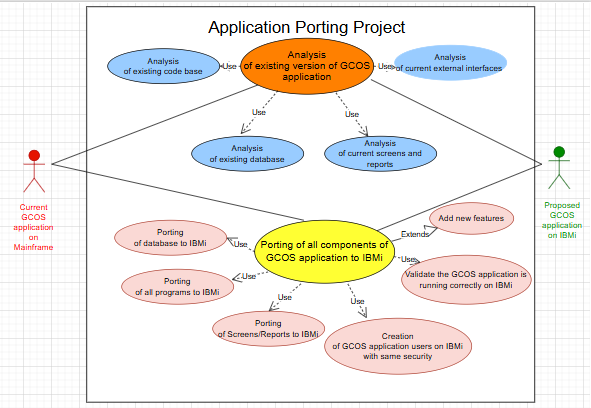 Application Porting Project
Analysis
of existing code base
Use
Analysis
of existing version of GCOS
application
Use
Analysis
of current external interfaces
Use
Use
Analysis
of existing database
Analysis
of current screens and
reports
Current
GCOS
application
on
Mainframe
Proposed
GCOS
application
on IBMi
Porting
of database to IBMi
Use
Porting of all components of
GCOS application to IBMi
Extends
Add new features
Use
Validate the GCOS application is
running correctly on IBMi
Porting
of all programs to IBMi
Use
Use
Use
Porting
of Screens/Reports to IBMi
Creation
of GCOS application users on IBMi
with same security